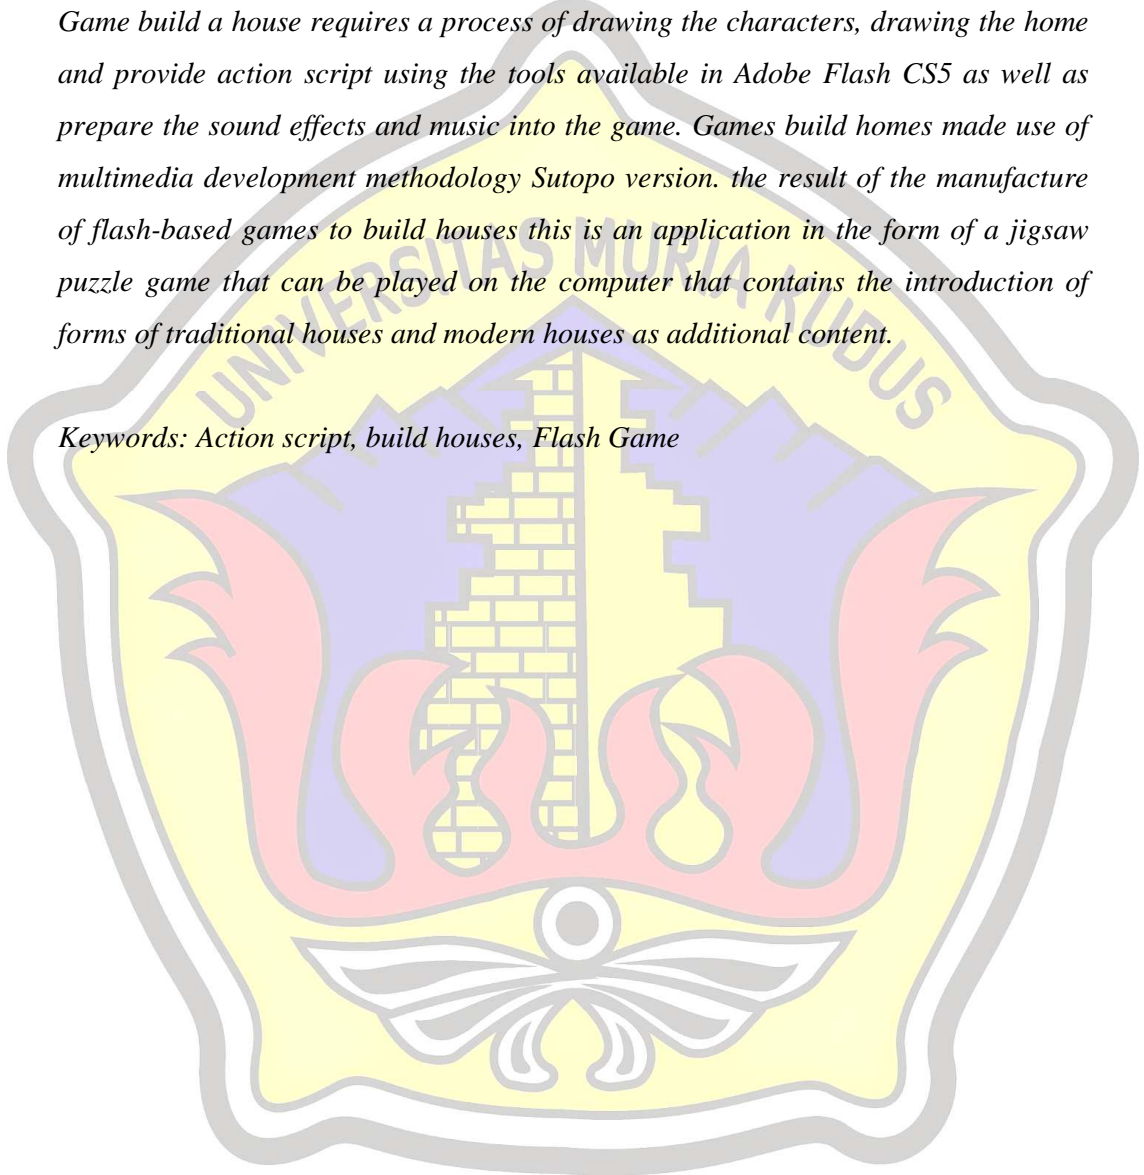 Game build a house requires a process of drawing the characters, drawing the home
and provide action script using the tools available in Adobe Flash CS5 as well as
prepare the sound effects and music into the game. Games build homes made use of
multimedia development methodology Sutopo version. the result of the manufacture
of flash-based games to build houses this is an application in the form of a jigsaw
puzzle game that can be played on the computer that contains the introduction of
forms of traditional houses and modern houses as additional content.
Keywords: Action script, build houses, Flash Game
UNIVERSITAS MURIA KUDUS